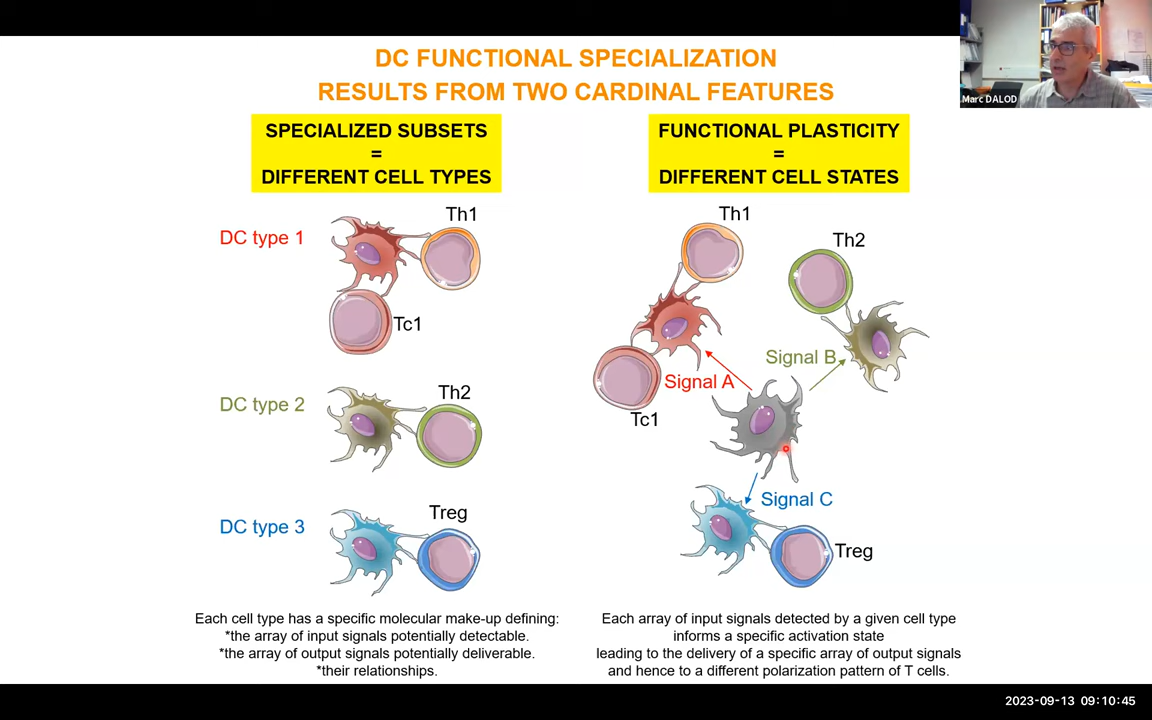 DC FUNCTIONAL SPECIALIZATION
RESULTS FROM TWO CARDINAL FEATURES
Marc DALOD
SPECIALIZED SUBSETS
=
DIFFERENT CELL TYPES
DC type 1
Th1
Tc1
DC type 2
Th2
DC type 3
Treg
Each cell type has a specific molecular make-up defining:
*the array of input signals potentially detectable.
*the array of output signals potentially deliverable.
*their relationships.
FUNCTIONAL PLASTICITY
=
DIFFERENT CELL STATES
Th1
Th2
Signal B
Signal A
Tc1
Signal C
Treg
Each array of input signals detected by a given cell type
informs a specific activation state
leading to the delivery of a specific array of output signals
and hence to a different polarization pattern of T cells.
2023-09-13 09:10:45